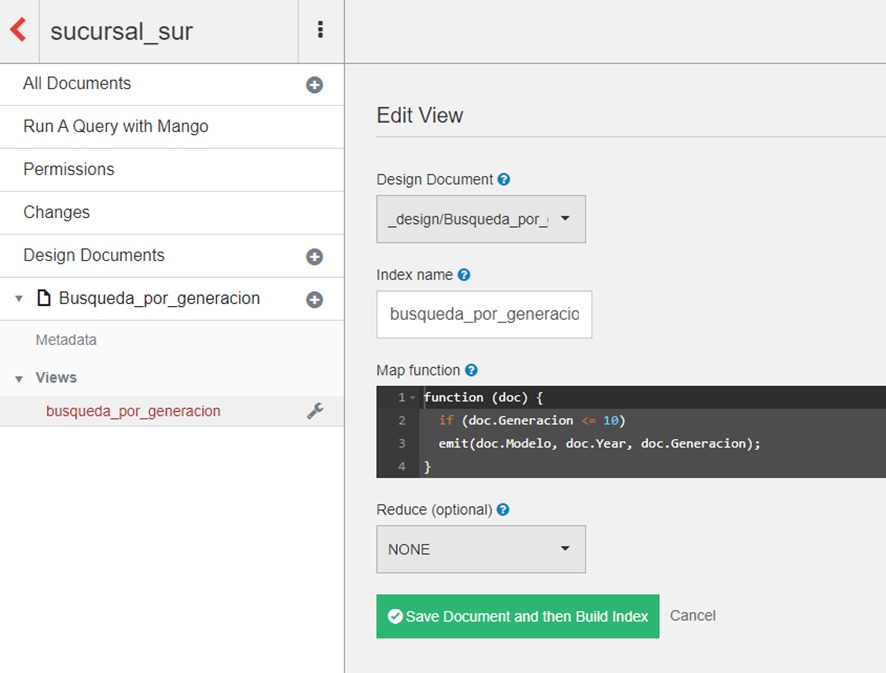 sucursal_sur
All Documents
Run A Query with Mango
Permissions
Changes
Design Documents
Busqueda_por_generacion
Metadata
Views
busqueda_por_generacion
Edit View
Design Document
_design/Busqueda_por_
Index name
busqueda_por_generacio
Map function
1 function (doc) {
2 if (doc.Generacion <= 10)
3 emit(doc.Modelo, doc.Year, doc.Generacion);
4 }
Reduce (optional)
NONE
Save Document and then Build Index Cancel